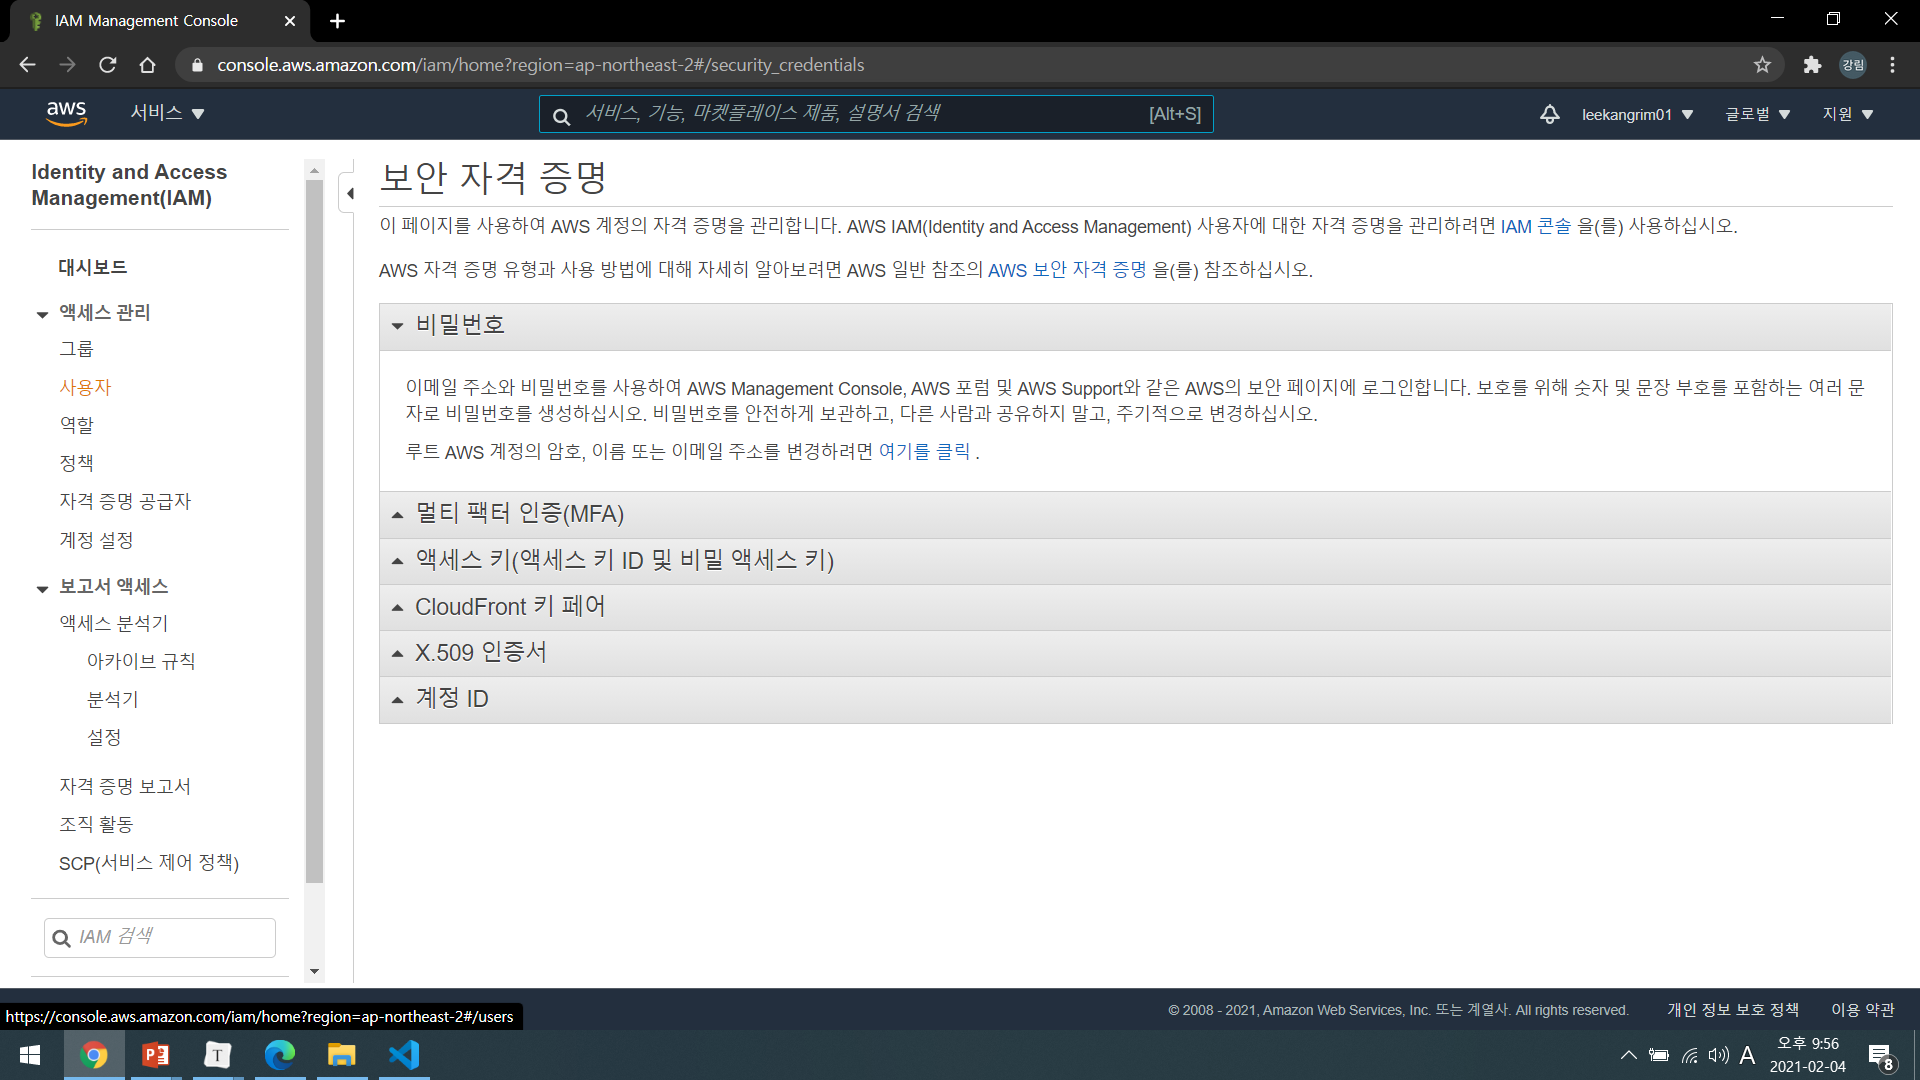 IAM Management Console
console.aws.amazon.com/iam/home?region=ap-northeast-2#/security_credentials
강림
aws
서비스
서비스, 기능, 마켓플레이스 제품, 설명서 검색
[Alt+S]
leekangrim01
글로벌
지원
Identity and Access
Management(IAM)
대시보드
액세스 관리
그룹
사용자
역할
정책
자격 증명 공급자
계정 설정
보고서 액세스
액세스 분석기
아카이브 규칙
분석기
설정
자격 증명 보고서
조직 활동
SCP(서비스 제어 정책)
IAM 검색
보안 자격 증명
이 페이지를 사용하여 AWS 계정의 자격 증명을 관리합니다. AWS IAM(Identity and Access Management) 사용자에 대한 자격 증명을 관리하려면 IAM 콘솔 을(를) 사용하십시오.
AWS 자격 증명 유형과 사용 방법에 대해 자세히 알아보려면 AWS 일반 참조의 AWS 보안 자격 증명 을(를) 참조하십시오.
비밀번호
이메일 주소와 비밀번호를 사용하여 AWS Management Console, AWS 포럼 및 AWS Support와 같은 AWS의 보안 페이지에 로그인합니다. 보호를 위해 숫자 및 문장 부호를 포함하는 여러 문
자로 비밀번호를 생성하십시오. 비밀번호를 안전하게 보관하고, 다른 사람과 공유하지 말고, 주기적으로 변경하십시오.
루트 AWS 계정의 암호, 이름 또는 이메일 주소를 변경하려면 여기를 클릭 .
멀티 팩터 인증(MFA)
액세스 키(액세스 키 ID 및 비밀 액세스 키)
CloudFront 키 페어
X.509 인증서
계정 ID
https://console.aws.amazon.com/iam/home?region=ap-northeast-2#/users
© 2008 - 2021, Amazon Web Services, Inc. 또는 계열사. All rights reserved.
개인 정보 보호 정책
이용 약관
A
오후 9:56
2021-02-04
8